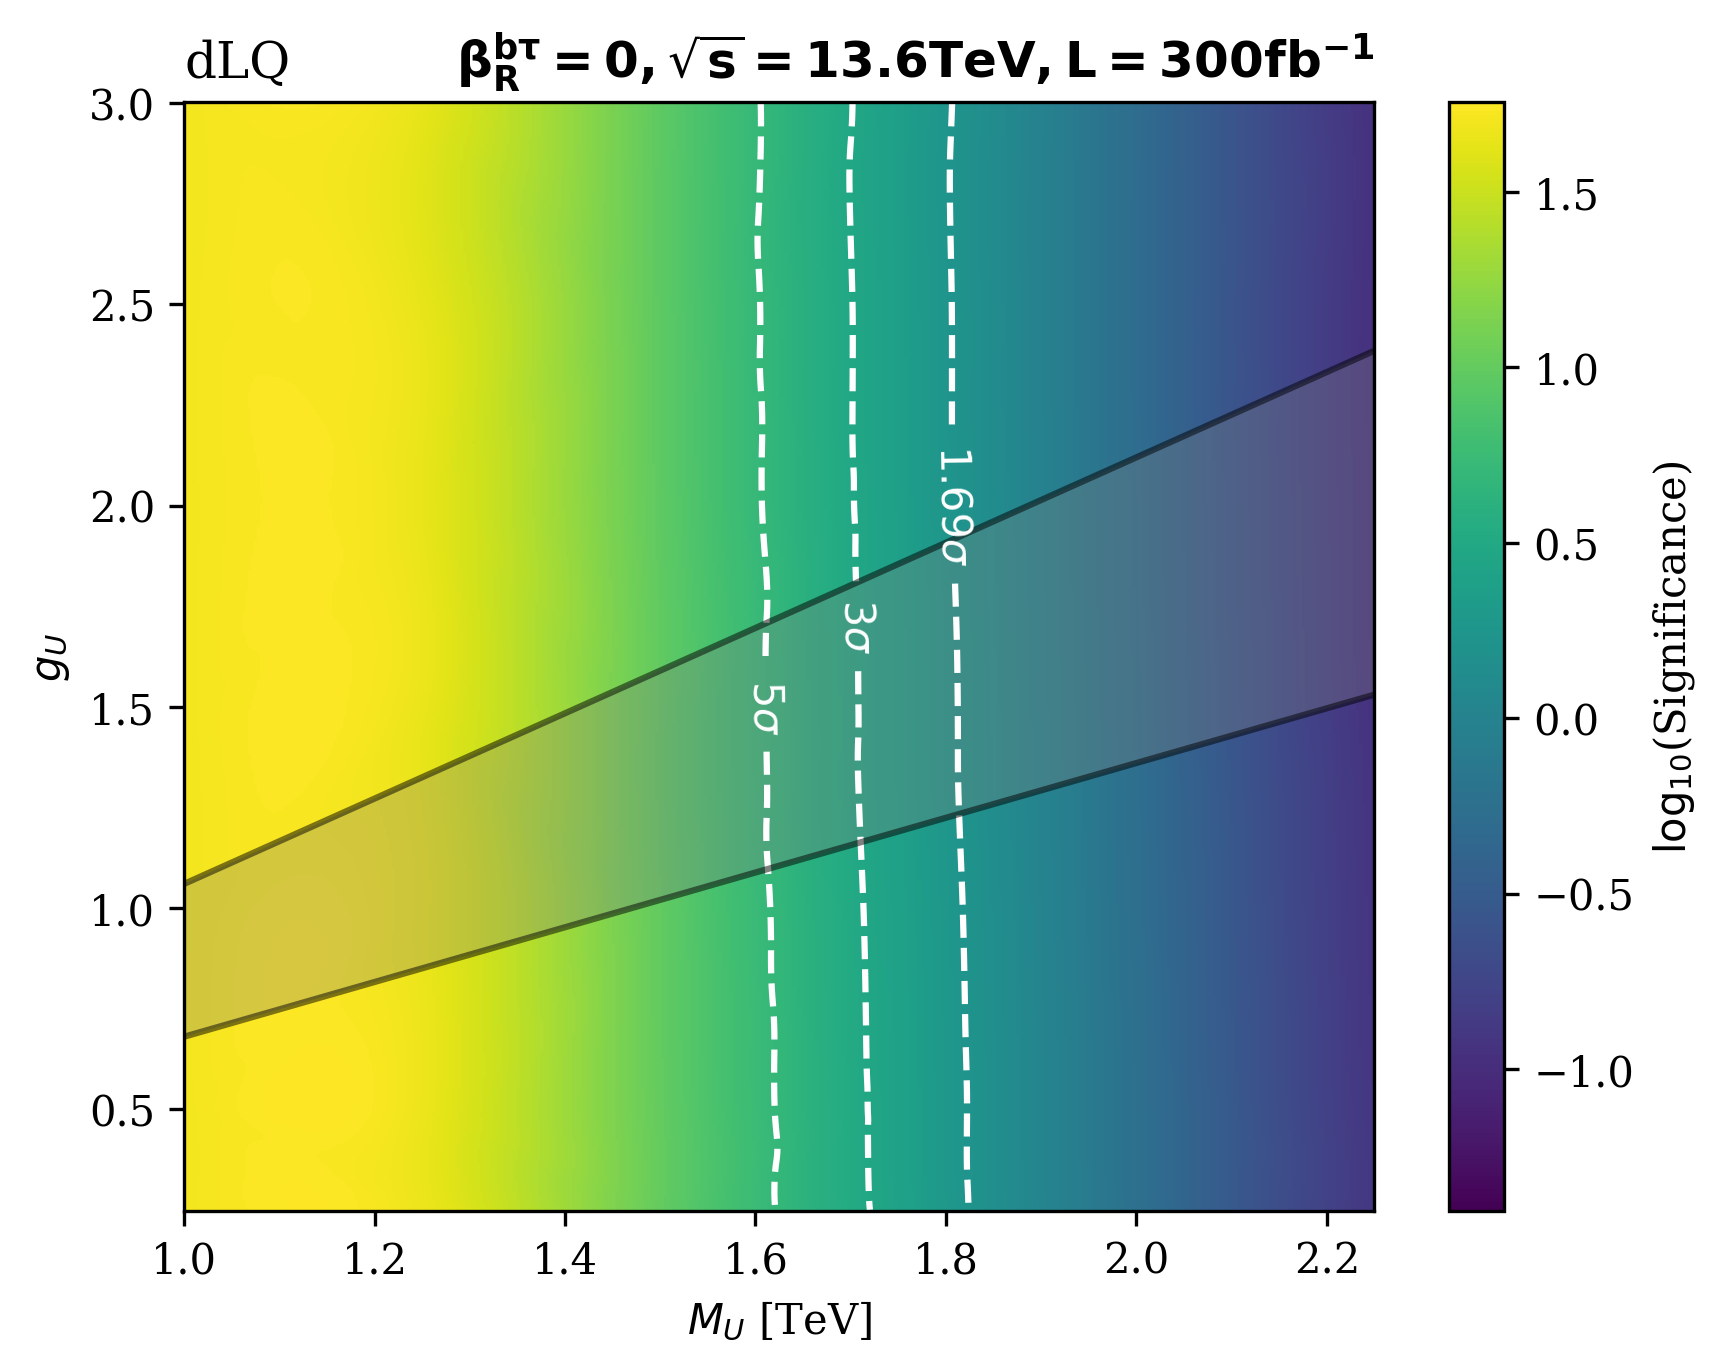 dLQ
β_R^{bτ} = 0, √s = 13.6TeV, L = 300fb⁻¹
3.0
2.5
2.0
1.5
1.0
0.5
g_U
5σ
3σ
1.69σ
1.0 1.2 1.4 1.6 1.8 2.0 2.2
M_U [TeV]
1.5
1.0
0.5
0.0
−0.5
−1.0
log₁₀(Significance)